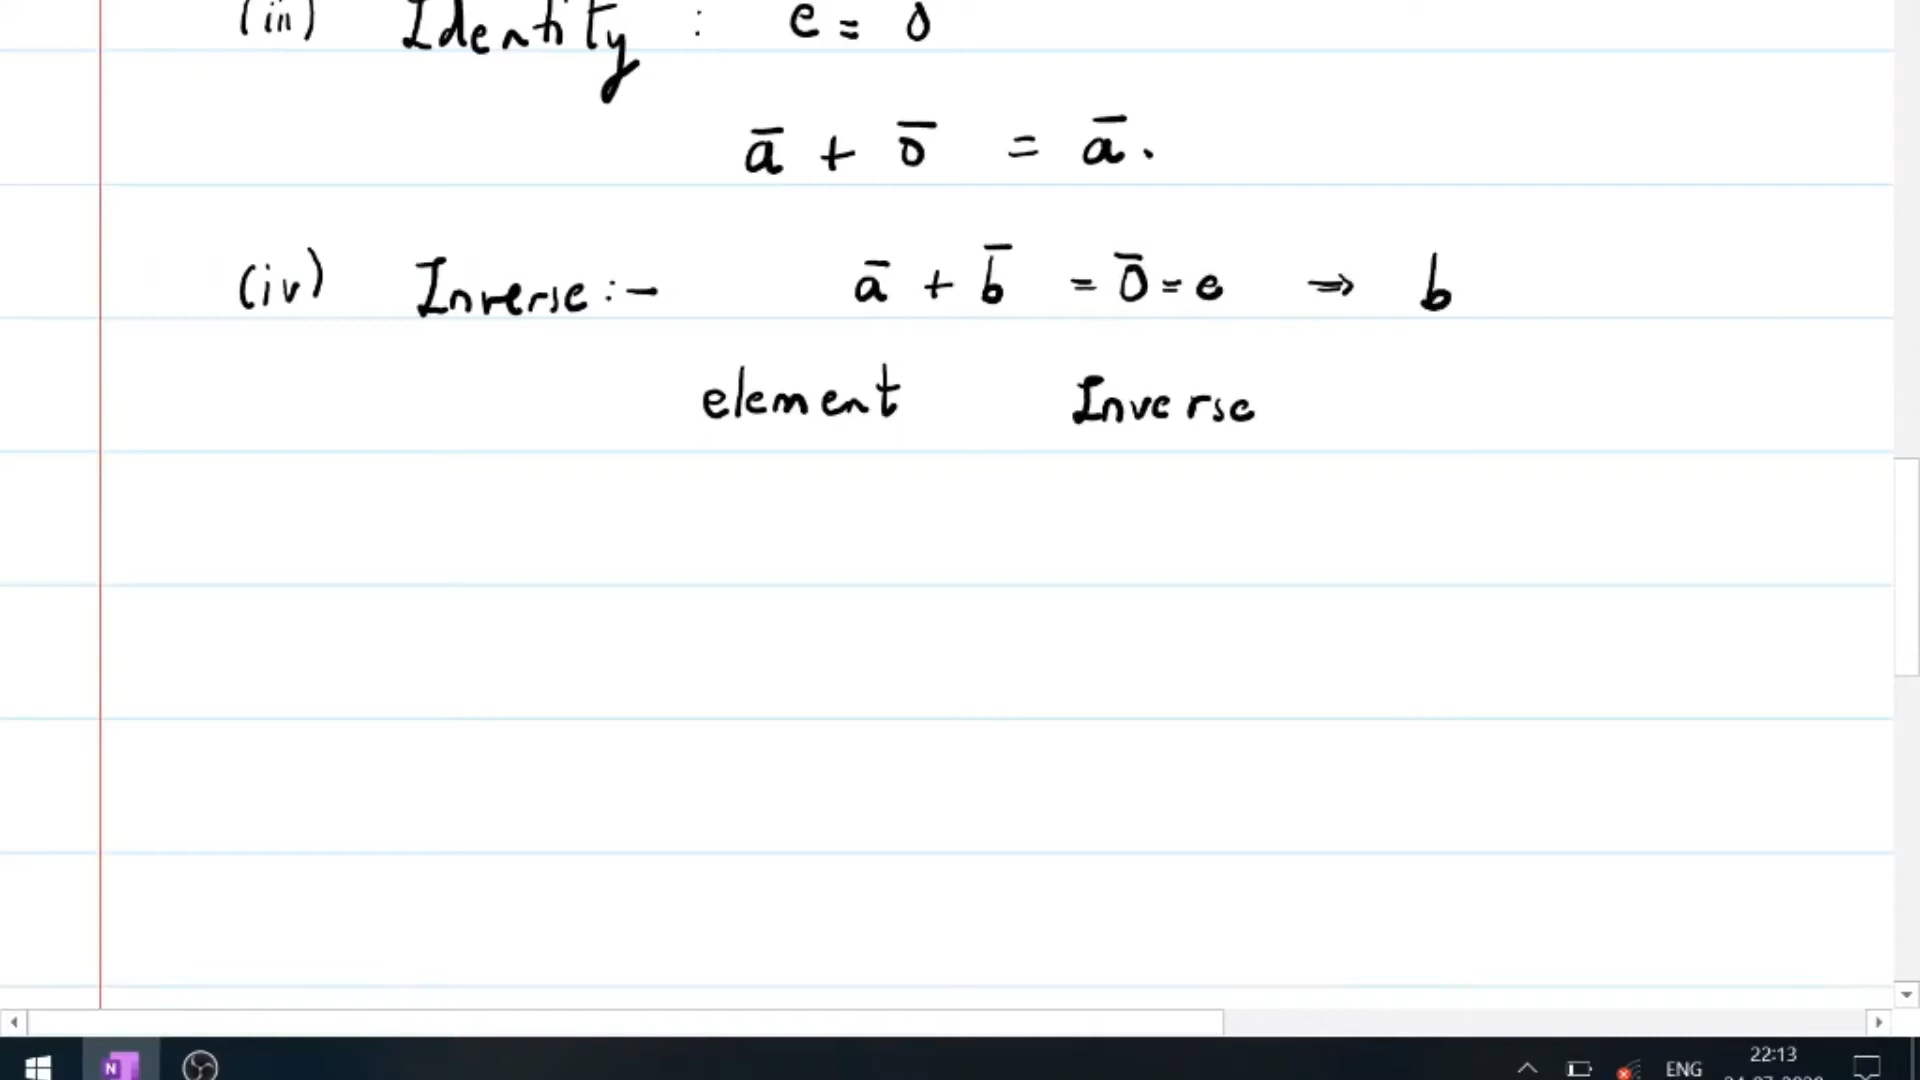 (iii) Identity : e = 0
ā + 0̄ = ā.
(iv) Inverse :- ā + b̄ = 0̄ = e ⇒ b
element Inverse
ENG
22:13